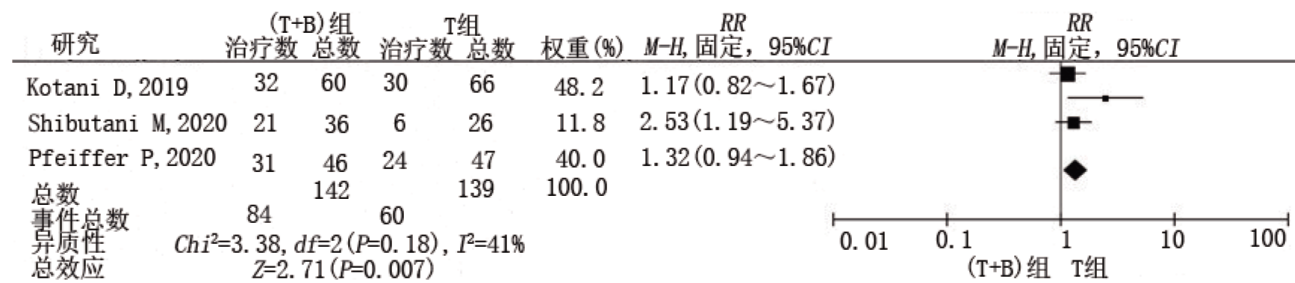 (T+B)组 T组 RR RR
研究 治疗数 总数 治疗数 总数 权重(%) M-H,固定, 95%CI M-H,固定, 95%CI
Kotani D,2019 32 60 30 66 48.2 1.17(0.82～1.67)
Shibutani M,2020 21 36 6 26 11.8 2.53(1.19～5.37)
Pfeiffer P,2020 31 46 24 47 40.0 1.32(0.94～1.86)
总数 142 139 100.0
事件总数 84 60
异质性 Chi²=3.38,df=2(P=0.18),I²=41%
总效应 Z=2.71(P=0.007)
0.01 0.1 1 10 100
(T+B)组 T组